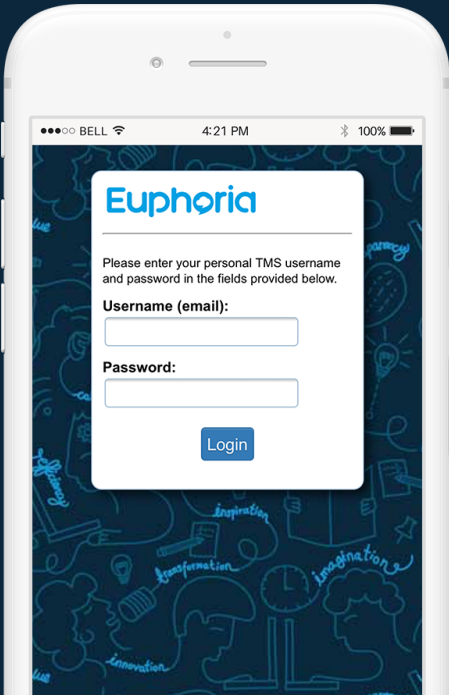 BELL 4:21 PM 100%
Euphoria
Please enter your personal TMS username
and password in the fields provided below.
Username (email):
Password:
Login
efficiency
inspiration
transformation
imagination
innovation